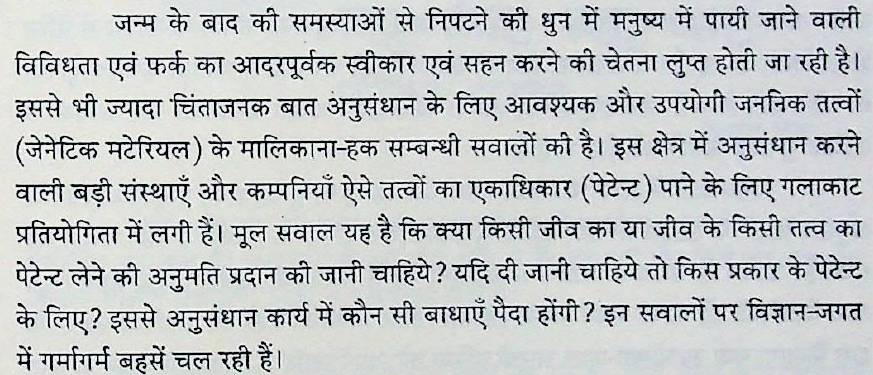 जन्म के बाद की समस्याओं से निपटने की धुन में मनुष्य में पायी जाने वाली
विविधता एवं फर्क का आदरपूर्वक स्वीकार एवं सहन करने की चेतना लुप्त होती जा रही है।
इससे भी ज्यादा चिंताजनक बात अनुसंधान के लिए आवश्यक और उपयोगी जननिक तत्वों
(जेनेटिक मटेरियल) के मालिकाना-हक सम्बन्धी सवालों की है। इस क्षेत्र में अनुसंधान करने
वाली बड़ी संस्थाएँ और कम्पनियाँ ऐसे तत्वों का एकाधिकार (पेटेन्ट) पाने के लिए गलाकाट
प्रतियोगिता में लगी हैं। मूल सवाल यह है कि क्या किसी जीव का या जीव के किसी तत्व का
पेटेन्ट लेने की अनुमति प्रदान की जानी चाहिये? यदि दी जानी चाहिये तो किस प्रकार के पेटेन्ट
के लिए? इससे अनुसंधान कार्य में कौन सी बाधाएँ पैदा होंगी? इन सवालों पर विज्ञान-जगत
में गर्मागर्म बहसें चल रही हैं।